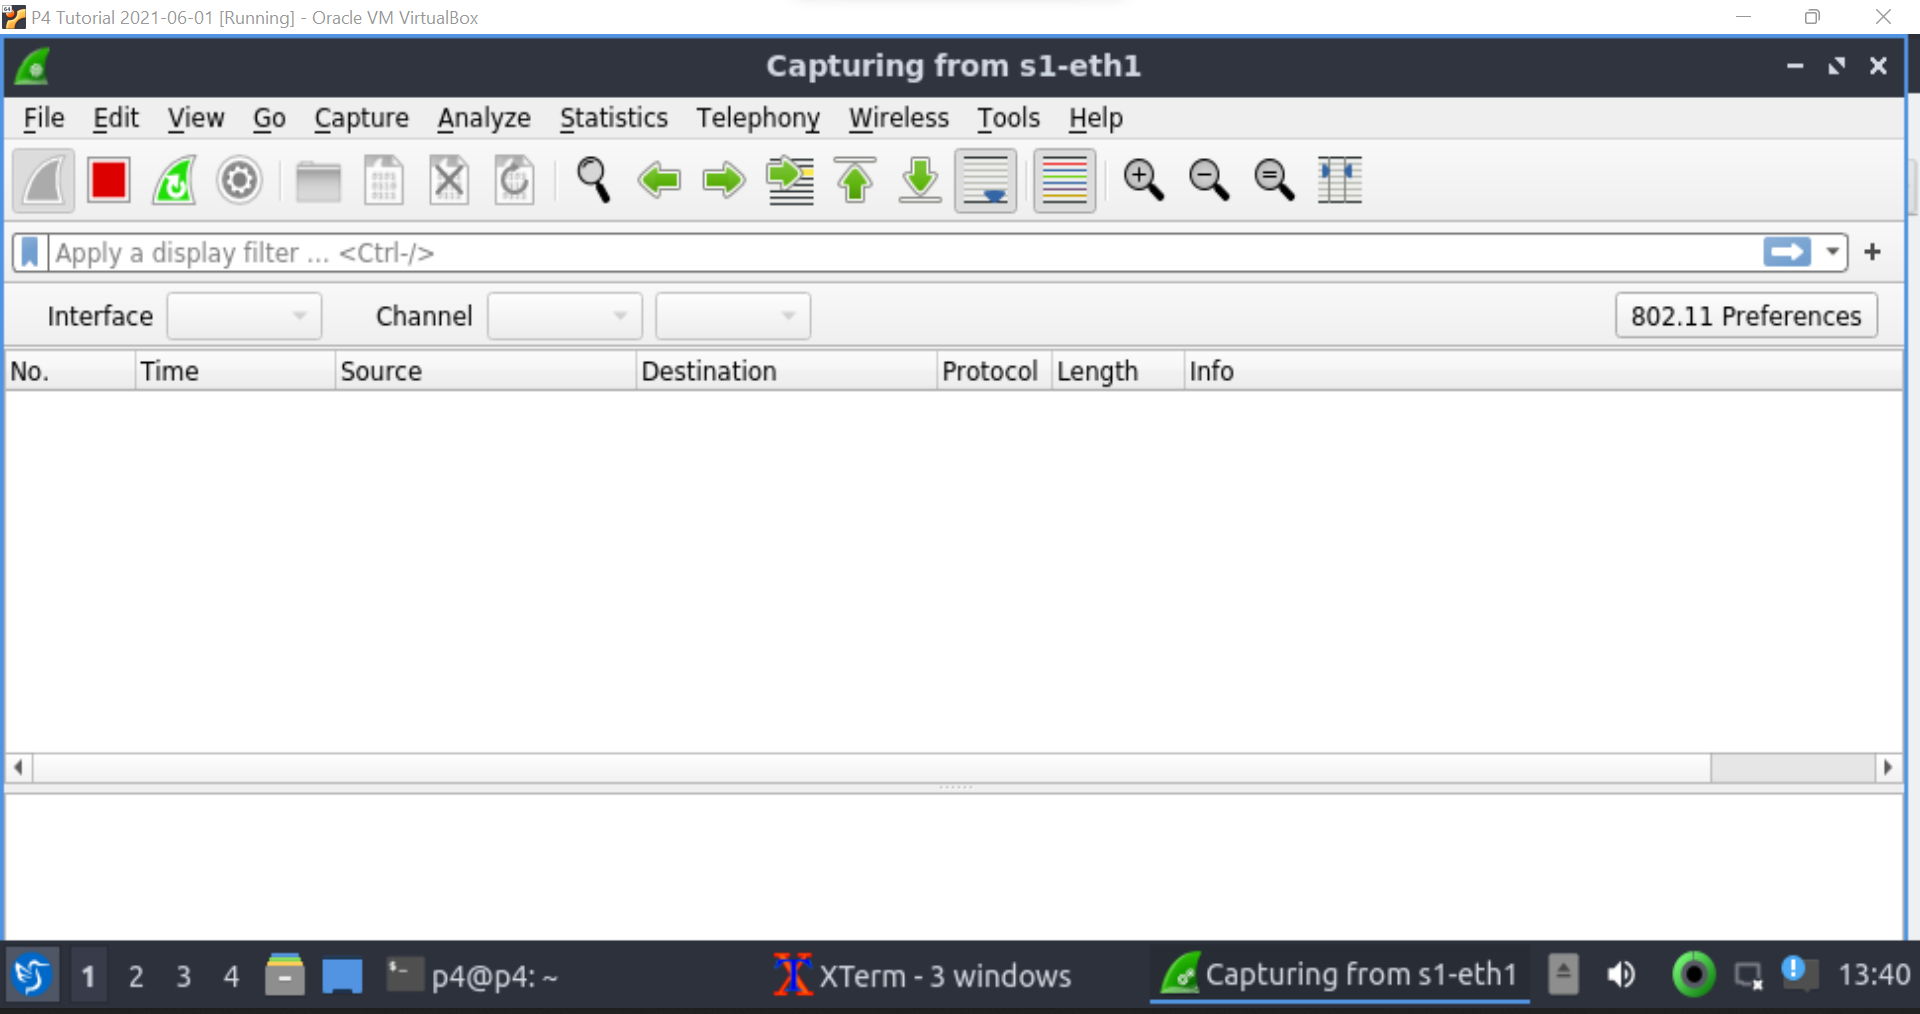 P4 Tutorial 2021-06-01 [Running] - Oracle VM VirtualBox
Capturing from s1-eth1
File Edit View Go Capture Analyze Statistics Telephony Wireless Tools Help
Apply a display filter ... <Ctrl-/>
Interface Channel 802.11 Preferences
No. Time Source Destination Protocol Length Info
1 2 3 4 p4@p4: ~ XTerm - 3 windows Capturing from s1-eth1 13:40